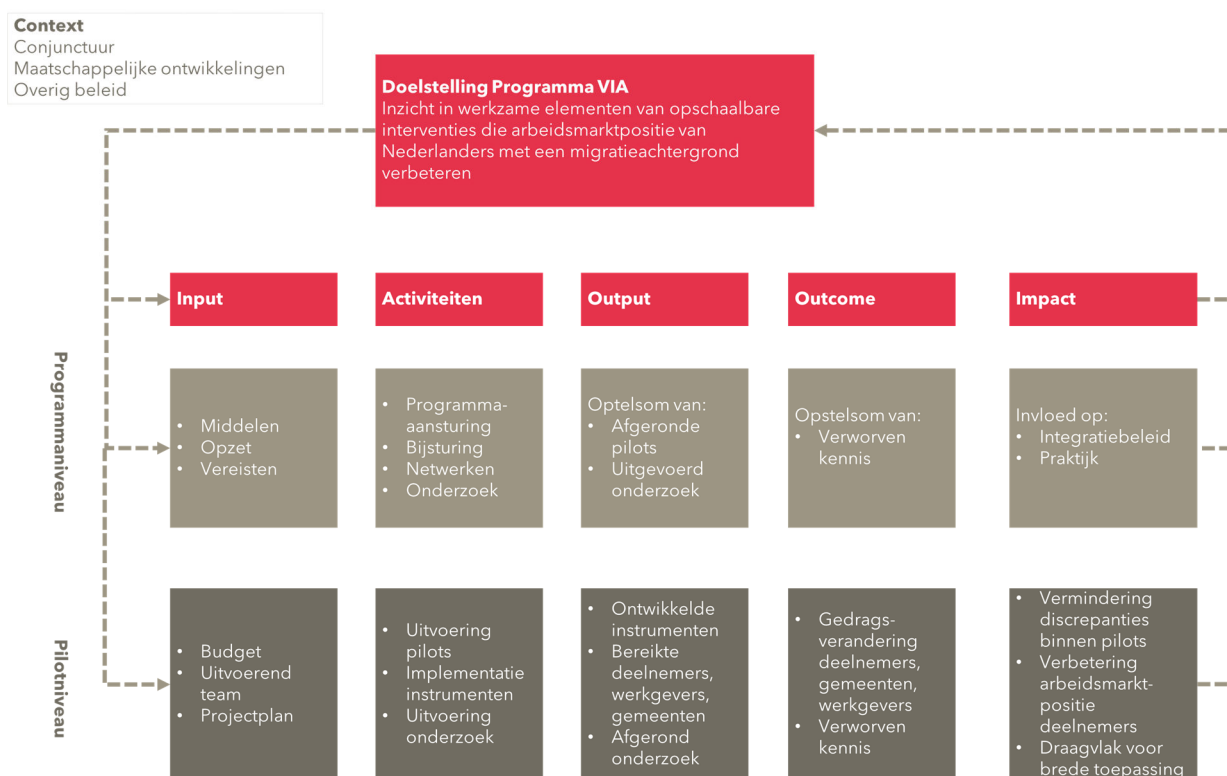 Context
Conjunctuur
Maatschappelijke ontwikkelingen
Overig beleid
Doelstelling Programma VIA
Inzicht in werkzame elementen van opschaalbare
interventies die arbeidsmarktpositie van
Nederlanders met een migratieachtergrond
verbeteren
Input
Activiteiten
Output
Outcome
Impact
Programmaniveau
• Middelen
• Opzet
• Vereisten
• Programma-
aansturing
• Bijsturing
• Netwerken
• Onderzoek
Optelsom van:
• Afgeronde
pilots
• Uitgevoerd
onderzoek
Opstelsom van:
• Verworven
kennis
Invloed op:
• Integratiebeleid
• Praktijk
Pilotniveau
• Budget
• Uitvoerend
team
• Projectplan
• Uitvoering
pilots
• Implementatie
instrumenten
• Uitvoering
onderzoek
• Ontwikkelde
instrumenten
• Bereikte
deelnemers,
werkgevers,
gemeenten
• Afgerond
onderzoek
• Gedrags-
verandering
deelnemers,
gemeenten,
werkgevers
• Verworven
kennis
• Vermindering
discrepanties
binnen pilots
• Verbetering
arbeidsmarkt-
positie
deelnemers
• Draagvlak voor
brede toepassing